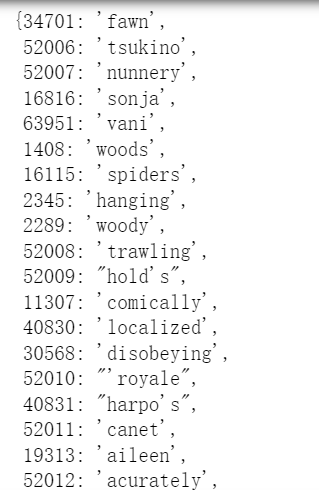 {34701: 'fawn',
52006: 'tsukino',
52007: 'nunnery',
16816: 'sonja',
63951: 'vani',
1408: 'woods',
16115: 'spiders',
2345: 'hanging',
2289: 'woody',
52008: 'trawling',
52009: "hold's",
11307: 'comically',
40830: 'localized',
30568: 'disobeying',
52010: "'royale",
40831: "harpo's",
52011: 'canet',
19313: 'aileen',
52012: 'acurately',